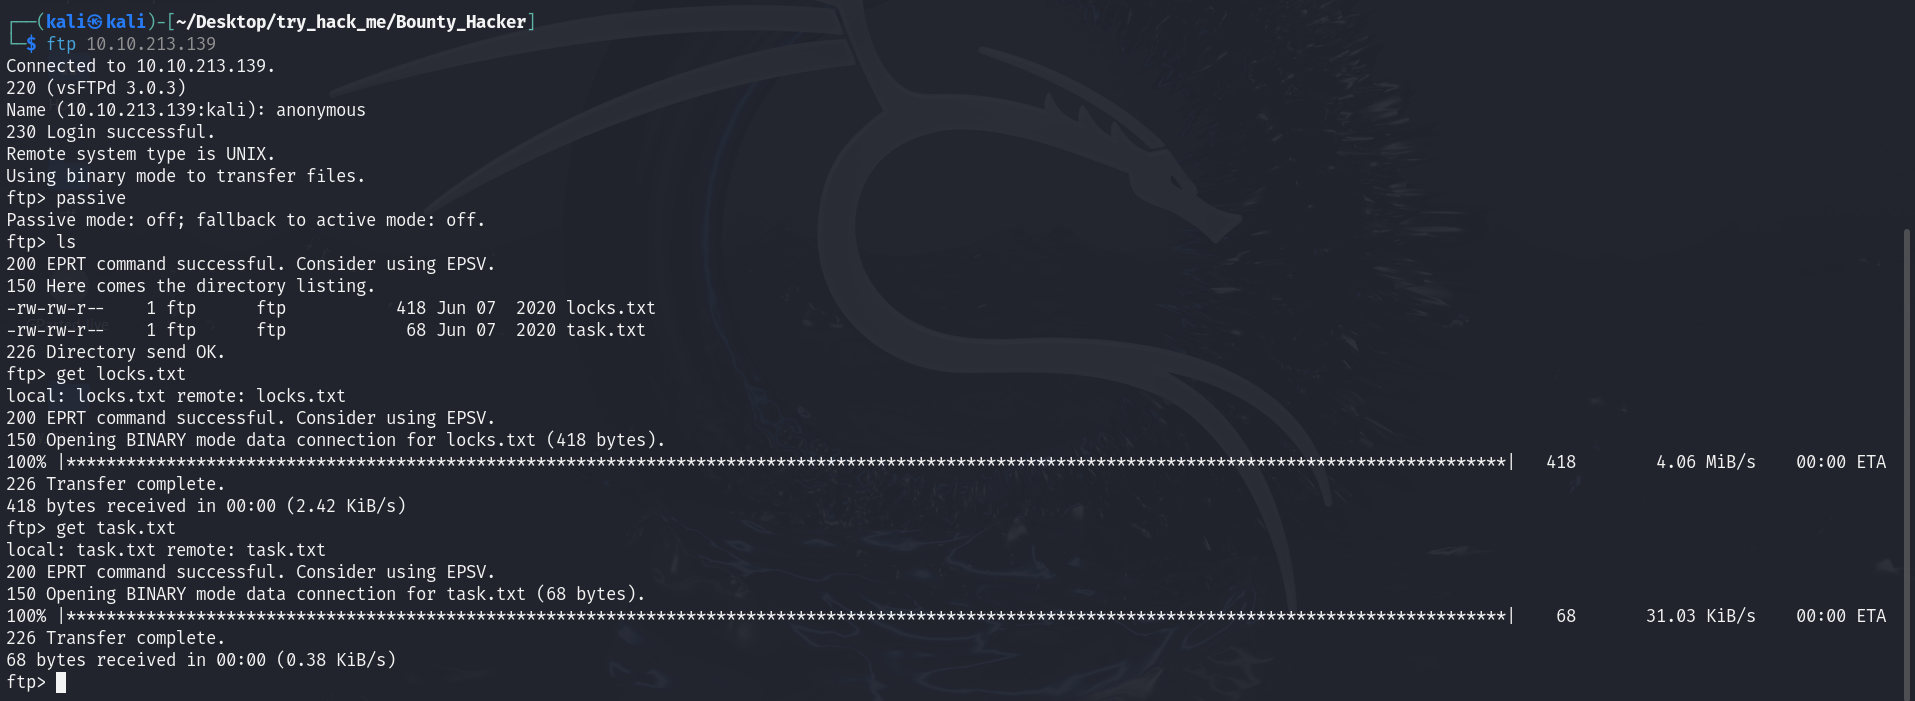 ┌──(kali㉿kali)-[~/Desktop/try_hack_me/Bounty_Hacker]
└─$ ftp 10.10.213.139
Connected to 10.10.213.139.
220 (vsFTPd 3.0.3)
Name (10.10.213.139:kali): anonymous
230 Login successful.
Remote system type is UNIX.
Using binary mode to transfer files.
ftp> passive
Passive mode: off; fallback to active mode: off.
ftp> ls
200 EPRT command successful. Consider using EPSV.
150 Here comes the directory listing.
-rw-rw-r--    1 ftp      ftp           418 Jun 07  2020 locks.txt
-rw-rw-r--    1 ftp      ftp            68 Jun 07  2020 task.txt
226 Directory send OK.
ftp> get locks.txt
local: locks.txt remote: locks.txt
200 EPRT command successful. Consider using EPSV.
150 Opening BINARY mode data connection for locks.txt (418 bytes).
100% |************************************************************************************************************************************************|   418        4.06 MiB/s    00:00 ETA
226 Transfer complete.
418 bytes received in 00:00 (2.42 KiB/s)
ftp> get task.txt
local: task.txt remote: task.txt
200 EPRT command successful. Consider using EPSV.
150 Opening BINARY mode data connection for task.txt (68 bytes).
100% |************************************************************************************************************************************************|    68       31.03 KiB/s    00:00 ETA
226 Transfer complete.
68 bytes received in 00:00 (0.38 KiB/s)
ftp>